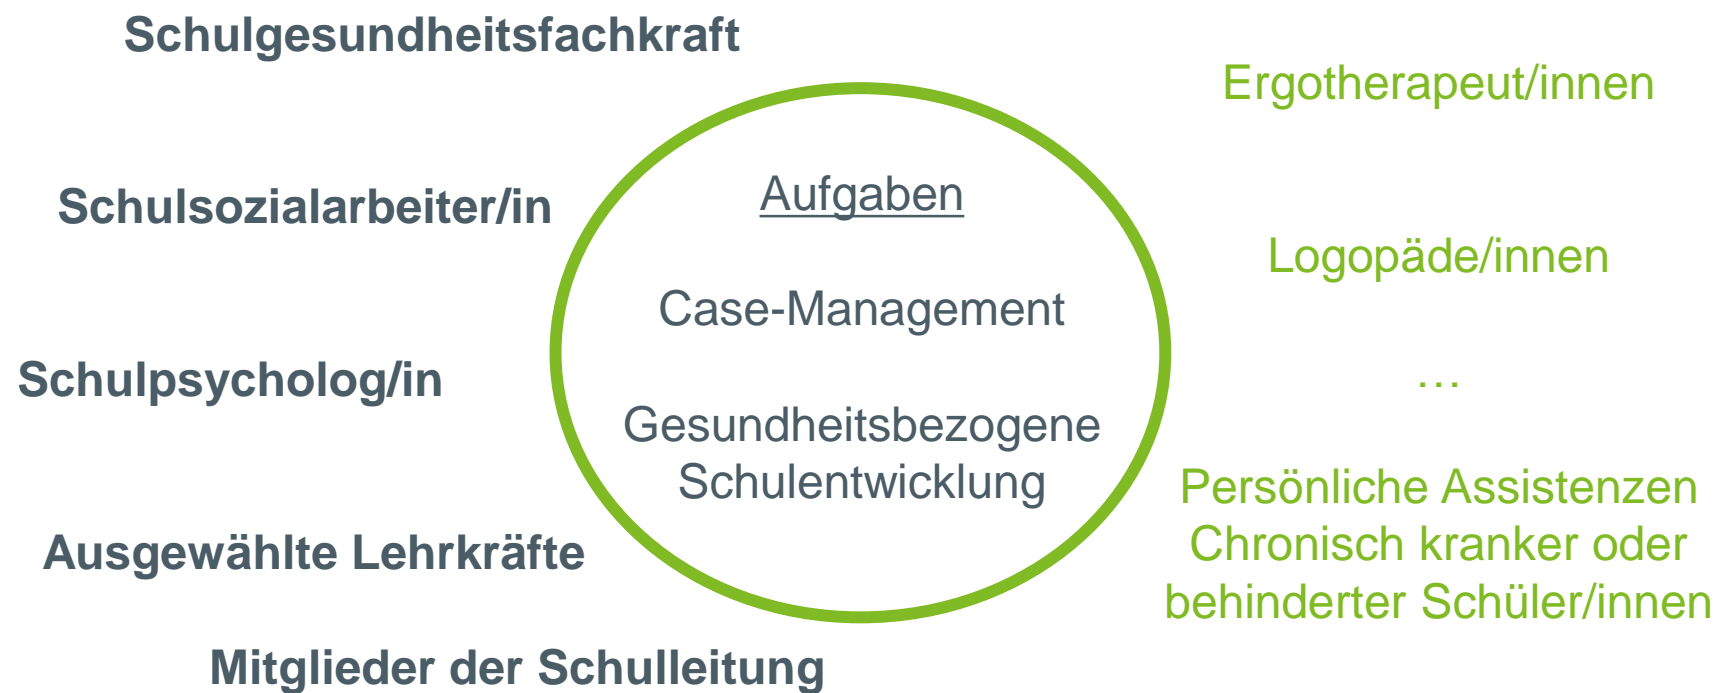 Schulgesundheitsfachkraft
Schulsozialarbeiter/in
Schulpsycholog/in
Ausgewählte Lehrkräfte
Mitglieder der Schulleitung
Aufgaben
Case-Management
Gesundheitsbezogene
Schulentwicklung
Ergotherapeut/innen
Logopäde/innen
…
Persönliche Assistenzen
Chronisch kranker oder
behinderter Schüler/innen